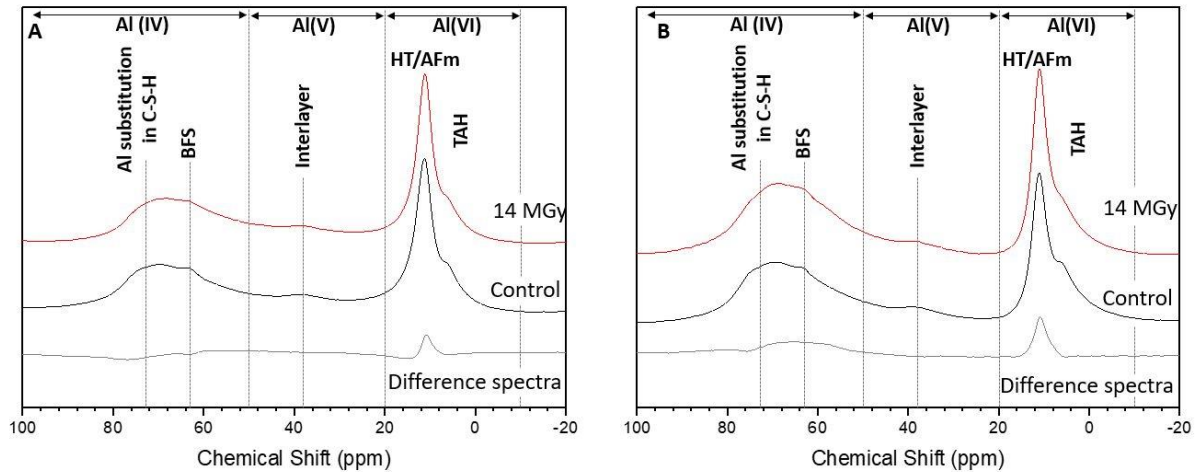 A
Al (IV)
Al(V)
Al(VI)
Al substitution
in C-S-H
BFS
Interlayer
HT/AFm
TAH
14 MGy
Control
Difference spectra
100
80
60
40
20
0
-20
Chemical Shift (ppm)
B
Al (IV)
Al(V)
Al(VI)
Al substitution
in C-S-H
BFS
Interlayer
HT/AFm
TAH
14 MGy
Control
Difference spectra
100
80
60
40
20
0
-20
Chemical Shift (ppm)